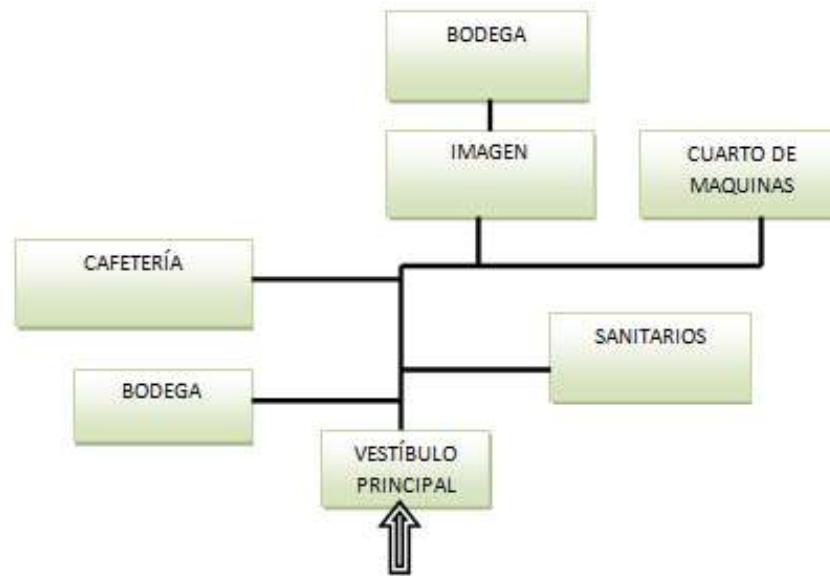 BODEGA
IMAGEN
CUARTO DE
MAQUINAS
CAFETERÍA
SANITARIOS
BODEGA
VESTÍBULO
PRINCIPAL